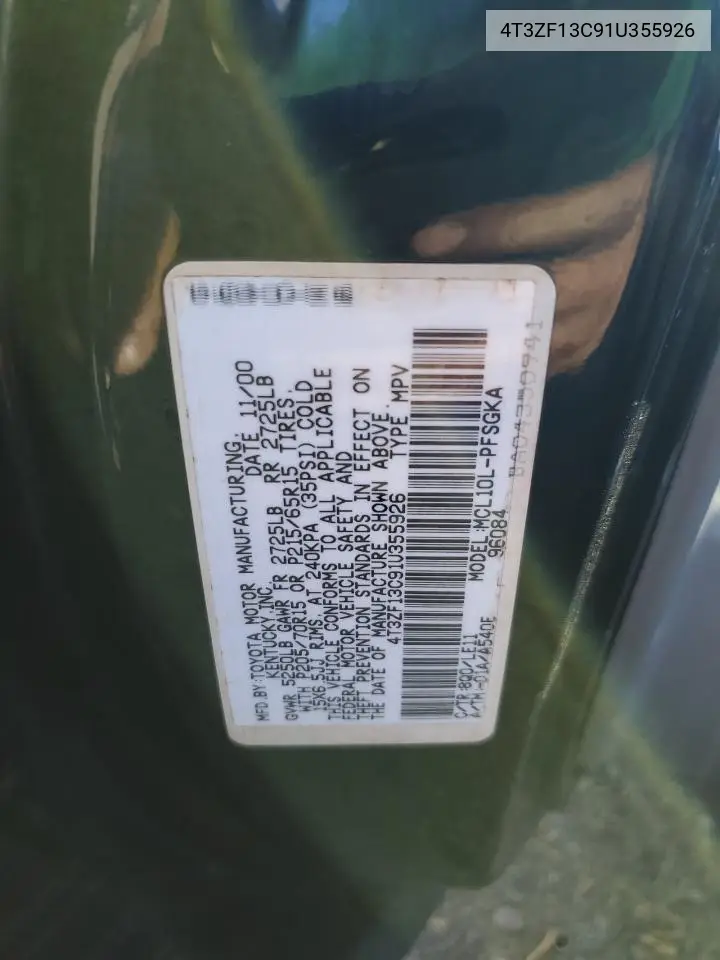 4T3ZF13C91U355926
MFD.BY:TOYOTA MOTOR MANUFACTURING,
KENTUCKY,INC. DATE 11/00
GVWR 5250LB GAWR FR 2725LB RR 2725LB
WITH P205/70R15 OR P215/65R15 TIRES,
15X6.5JJ RIMS, AT 240KPA (35PSI) COLD
THIS VEHICLE CONFORMS TO ALL APPLICABLE
FEDERAL MOTOR VEHICLE SAFETY AND
THEFT PREVENTION STANDARDS IN EFFECT ON
THE DATE OF MANUFACTURE SHOWN ABOVE.
4T3ZF13C91U355926 TYPE MPV
C/TR:8Q0/LE11 MODEL:MCL10L-PFSGKA
A/TM:-01A/A540E 96084